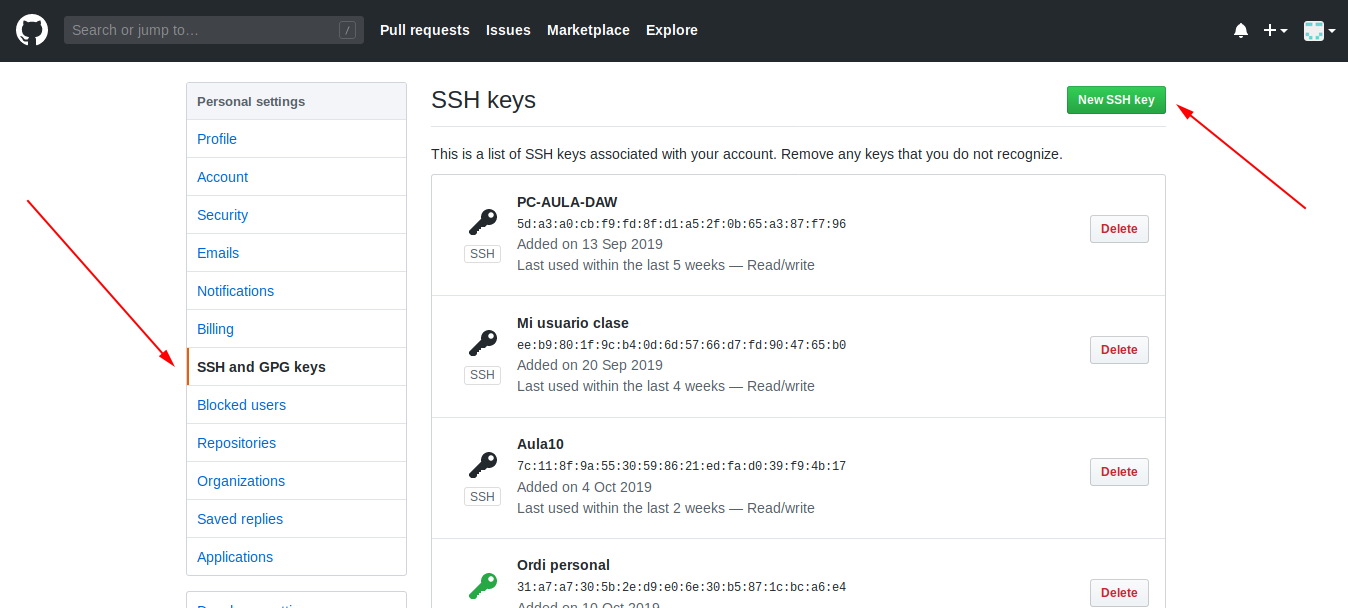 Search or jump to…
/
Pull requests
Issues
Marketplace
Explore
Personal settings
Profile
Account
Security
Emails
Notifications
Billing
SSH and GPG keys
Blocked users
Repositories
Organizations
Saved replies
Applications
SSH keys
New SSH key
This is a list of SSH keys associated with your account. Remove any keys that you do not recognize.
PC-AULA-DAW
5d:a3:a0:cb:f9:fd:8f:d1:a5:2f:0b:65:a3:87:f7:96
Added on 13 Sep 2019
Last used within the last 5 weeks — Read/write
SSH
Delete
Mi usuario clase
ee:b9:80:1f:9c:b4:0d:6d:57:66:d7:fd:90:47:65:b0
Added on 20 Sep 2019
Last used within the last 4 weeks — Read/write
SSH
Delete
Aula10
7c:11:8f:9a:55:30:59:86:21:ed:fa:d0:39:f9:4b:17
Added on 4 Oct 2019
Last used within the last 2 weeks — Read/write
SSH
Delete
Ordi personal
31:a7:a7:30:5b:2e:d9:e0:6e:30:b5:87:1c:bc:a6:e4
Added on 10 Oct 2019
Delete